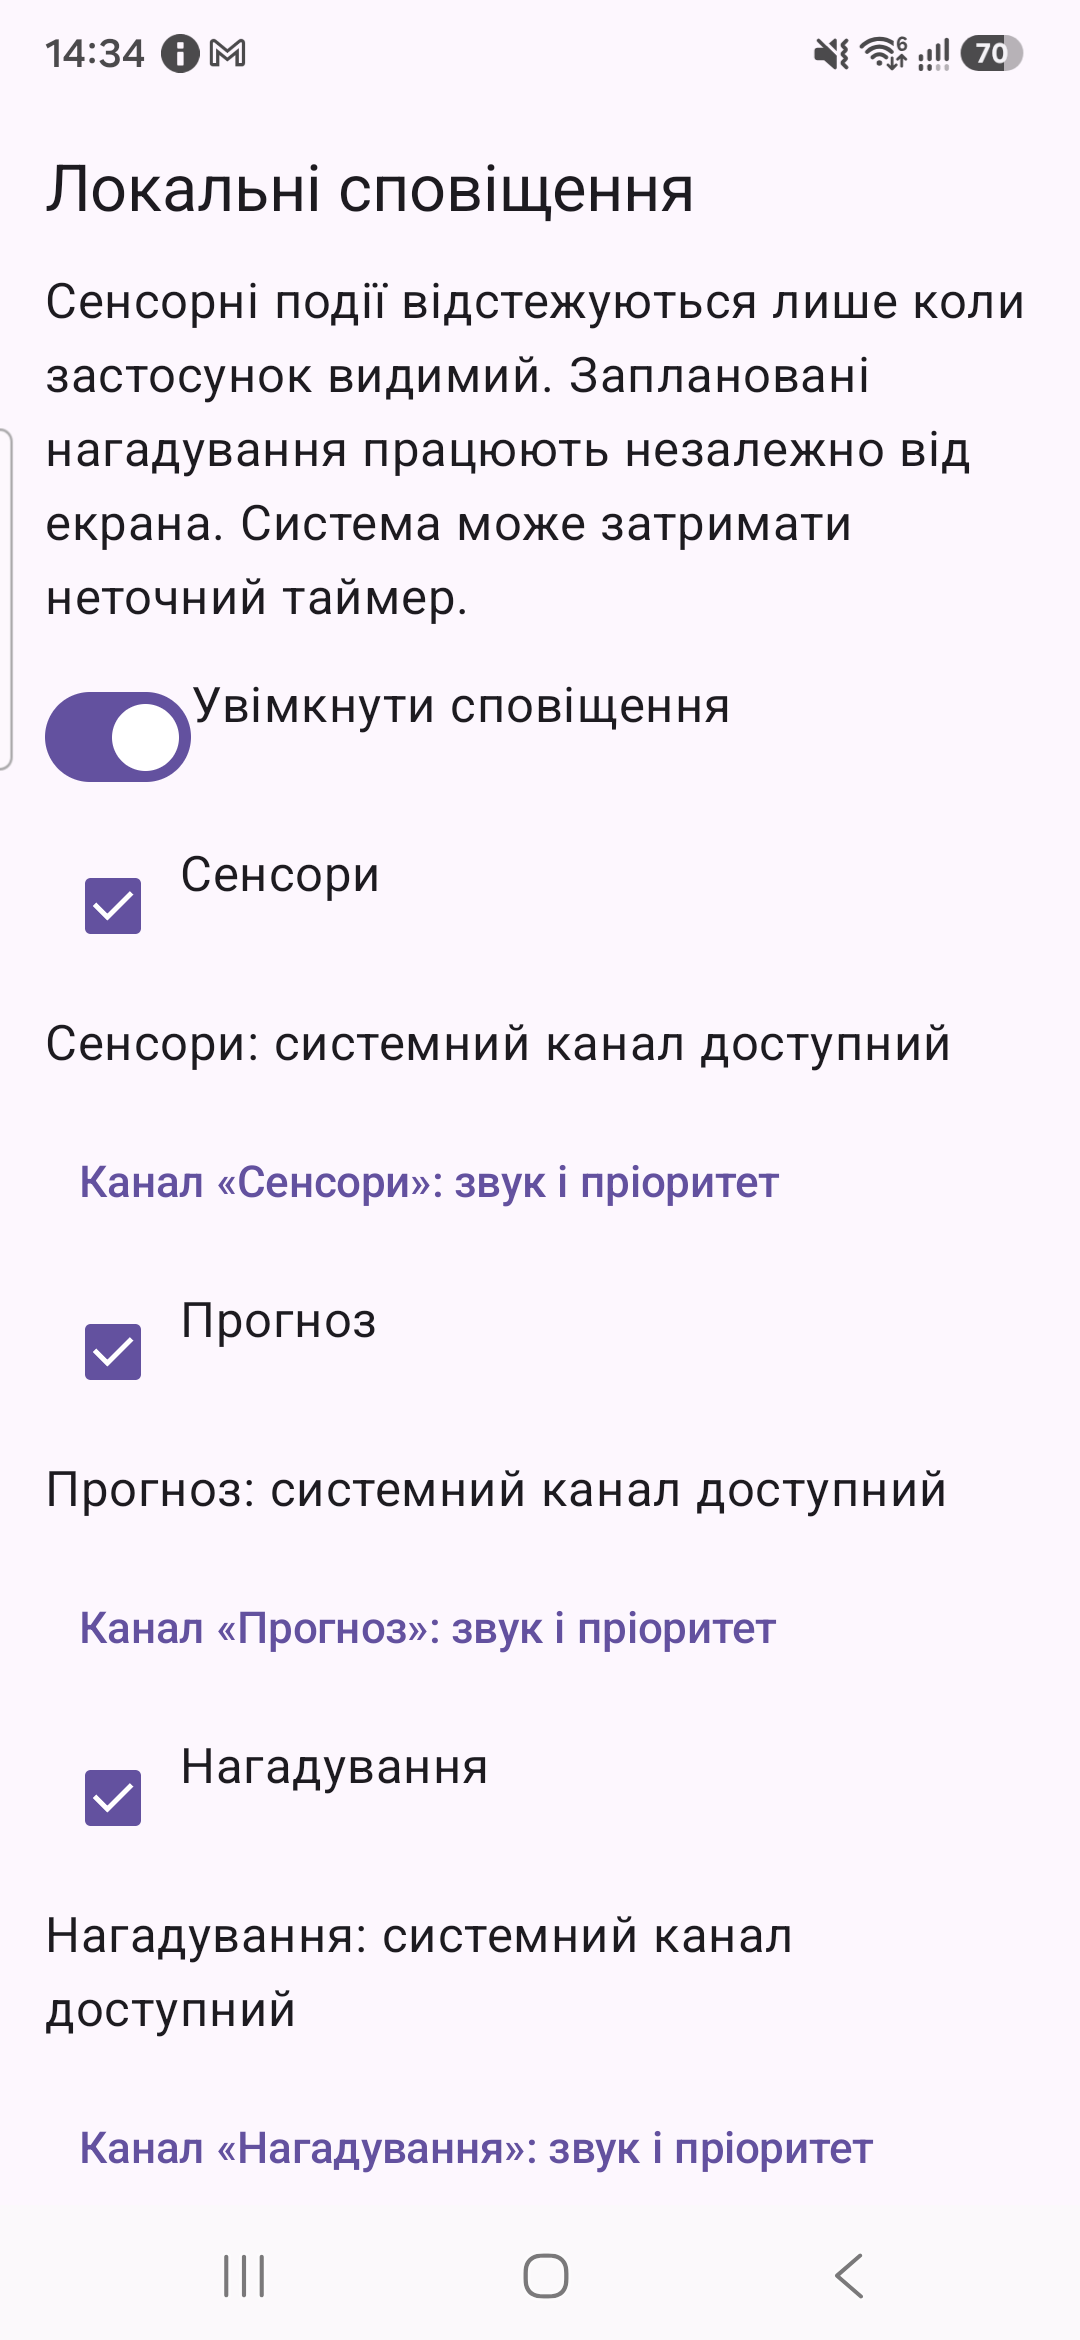 14:34
6
70
Локальні сповіщення
Сенсорні події відстежуються лише коли
застосунок видимий. Заплановані
нагадування працюють незалежно від
екрана. Система може затримати
неточний таймер.
Увімкнути сповіщення
Сенсори
Сенсори: системний канал доступний
Канал «Сенсори»: звук і пріоритет
Прогноз
Прогноз: системний канал доступний
Канал «Прогноз»: звук і пріоритет
Нагадування
Нагадування: системний канал
доступний
Канал «Нагадування»: звук і пріоритет